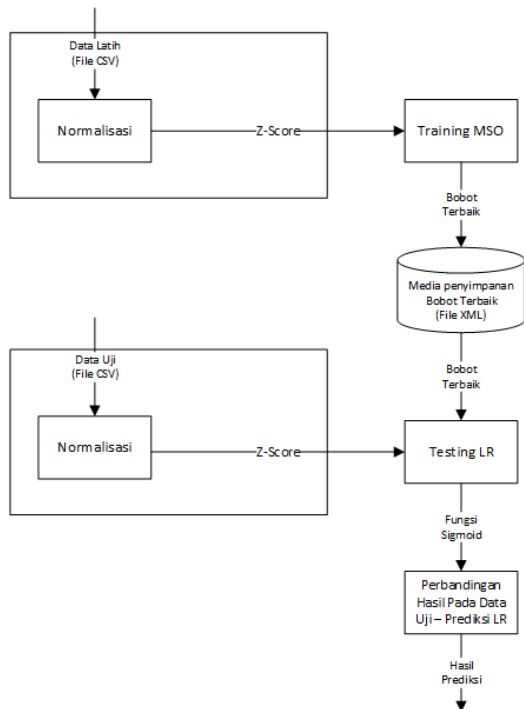 Data Latih
(File CSV)
Normalisasi
Z-Score
Training MSO
Bobot
Terbaik
Media penyimpanan
Bobot Terbaik
(File XML)
Data Uji
(File CSV)
Bobot
Terbaik
Normalisasi
Z-Score
Testing LR
Fungsi
Sigmoid
Perbandingan
Hasil Pada Data
Uji – Prediksi LR
Hasil
Prediksi